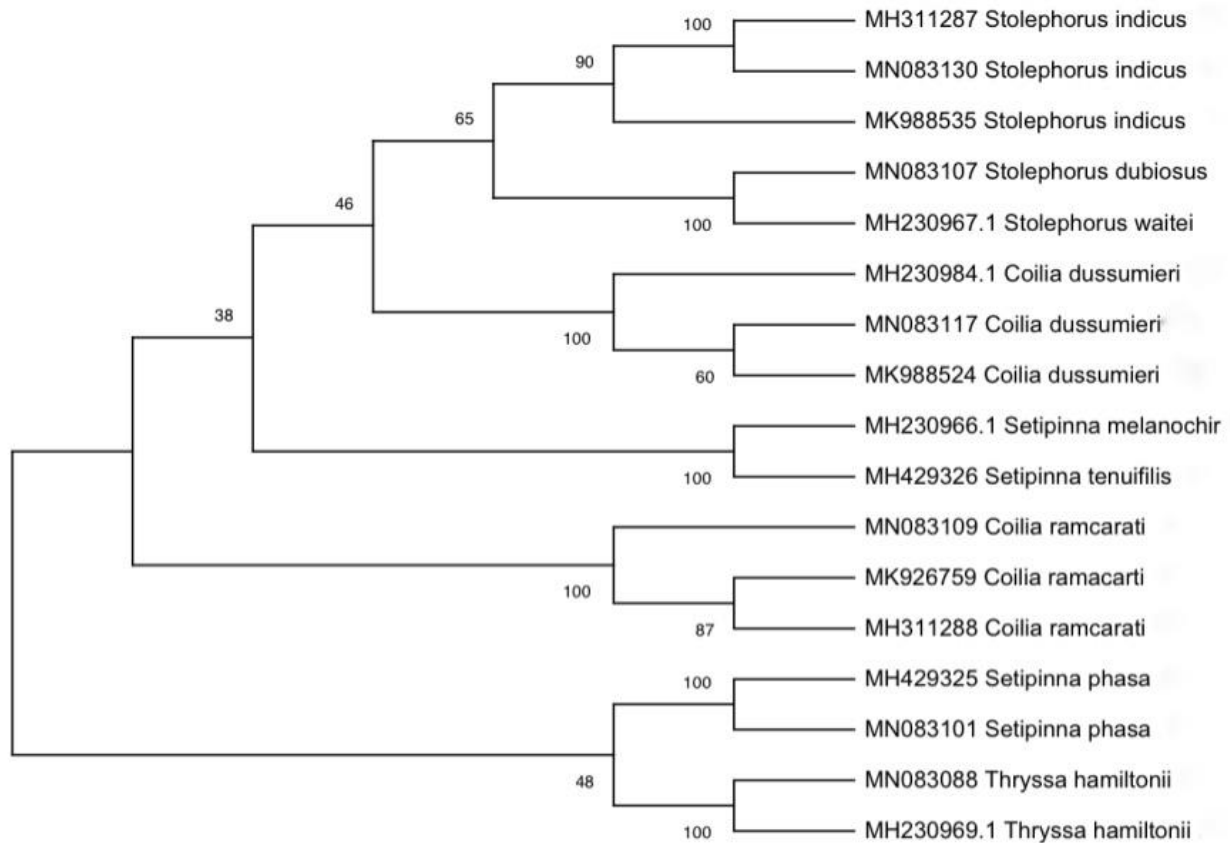 100
MH311287 Stolephorus indicus
90
MN083130 Stolephorus indicus
65
MK988535 Stolephorus indicus
MN083107 Stolephorus dubiosus
46
100
MH230967.1 Stolephorus waitei
MH230984.1 Coilia dussumieri
38
100
MN083117 Coilia dussumieri
60
MK988524 Coilia dussumieri
MH230966.1 Setipinna melanochir
100
MH429326 Setipinna tenuifilis
MN083109 Coilia ramcarati
100
MK926759 Coilia ramacarti
87
MH311288 Coilia ramcarati
100
MH429325 Setipinna phasa
MN083101 Setipinna phasa
48
MN083088 Thryssa hamiltonii
100
MH230969.1 Thryssa hamiltonii